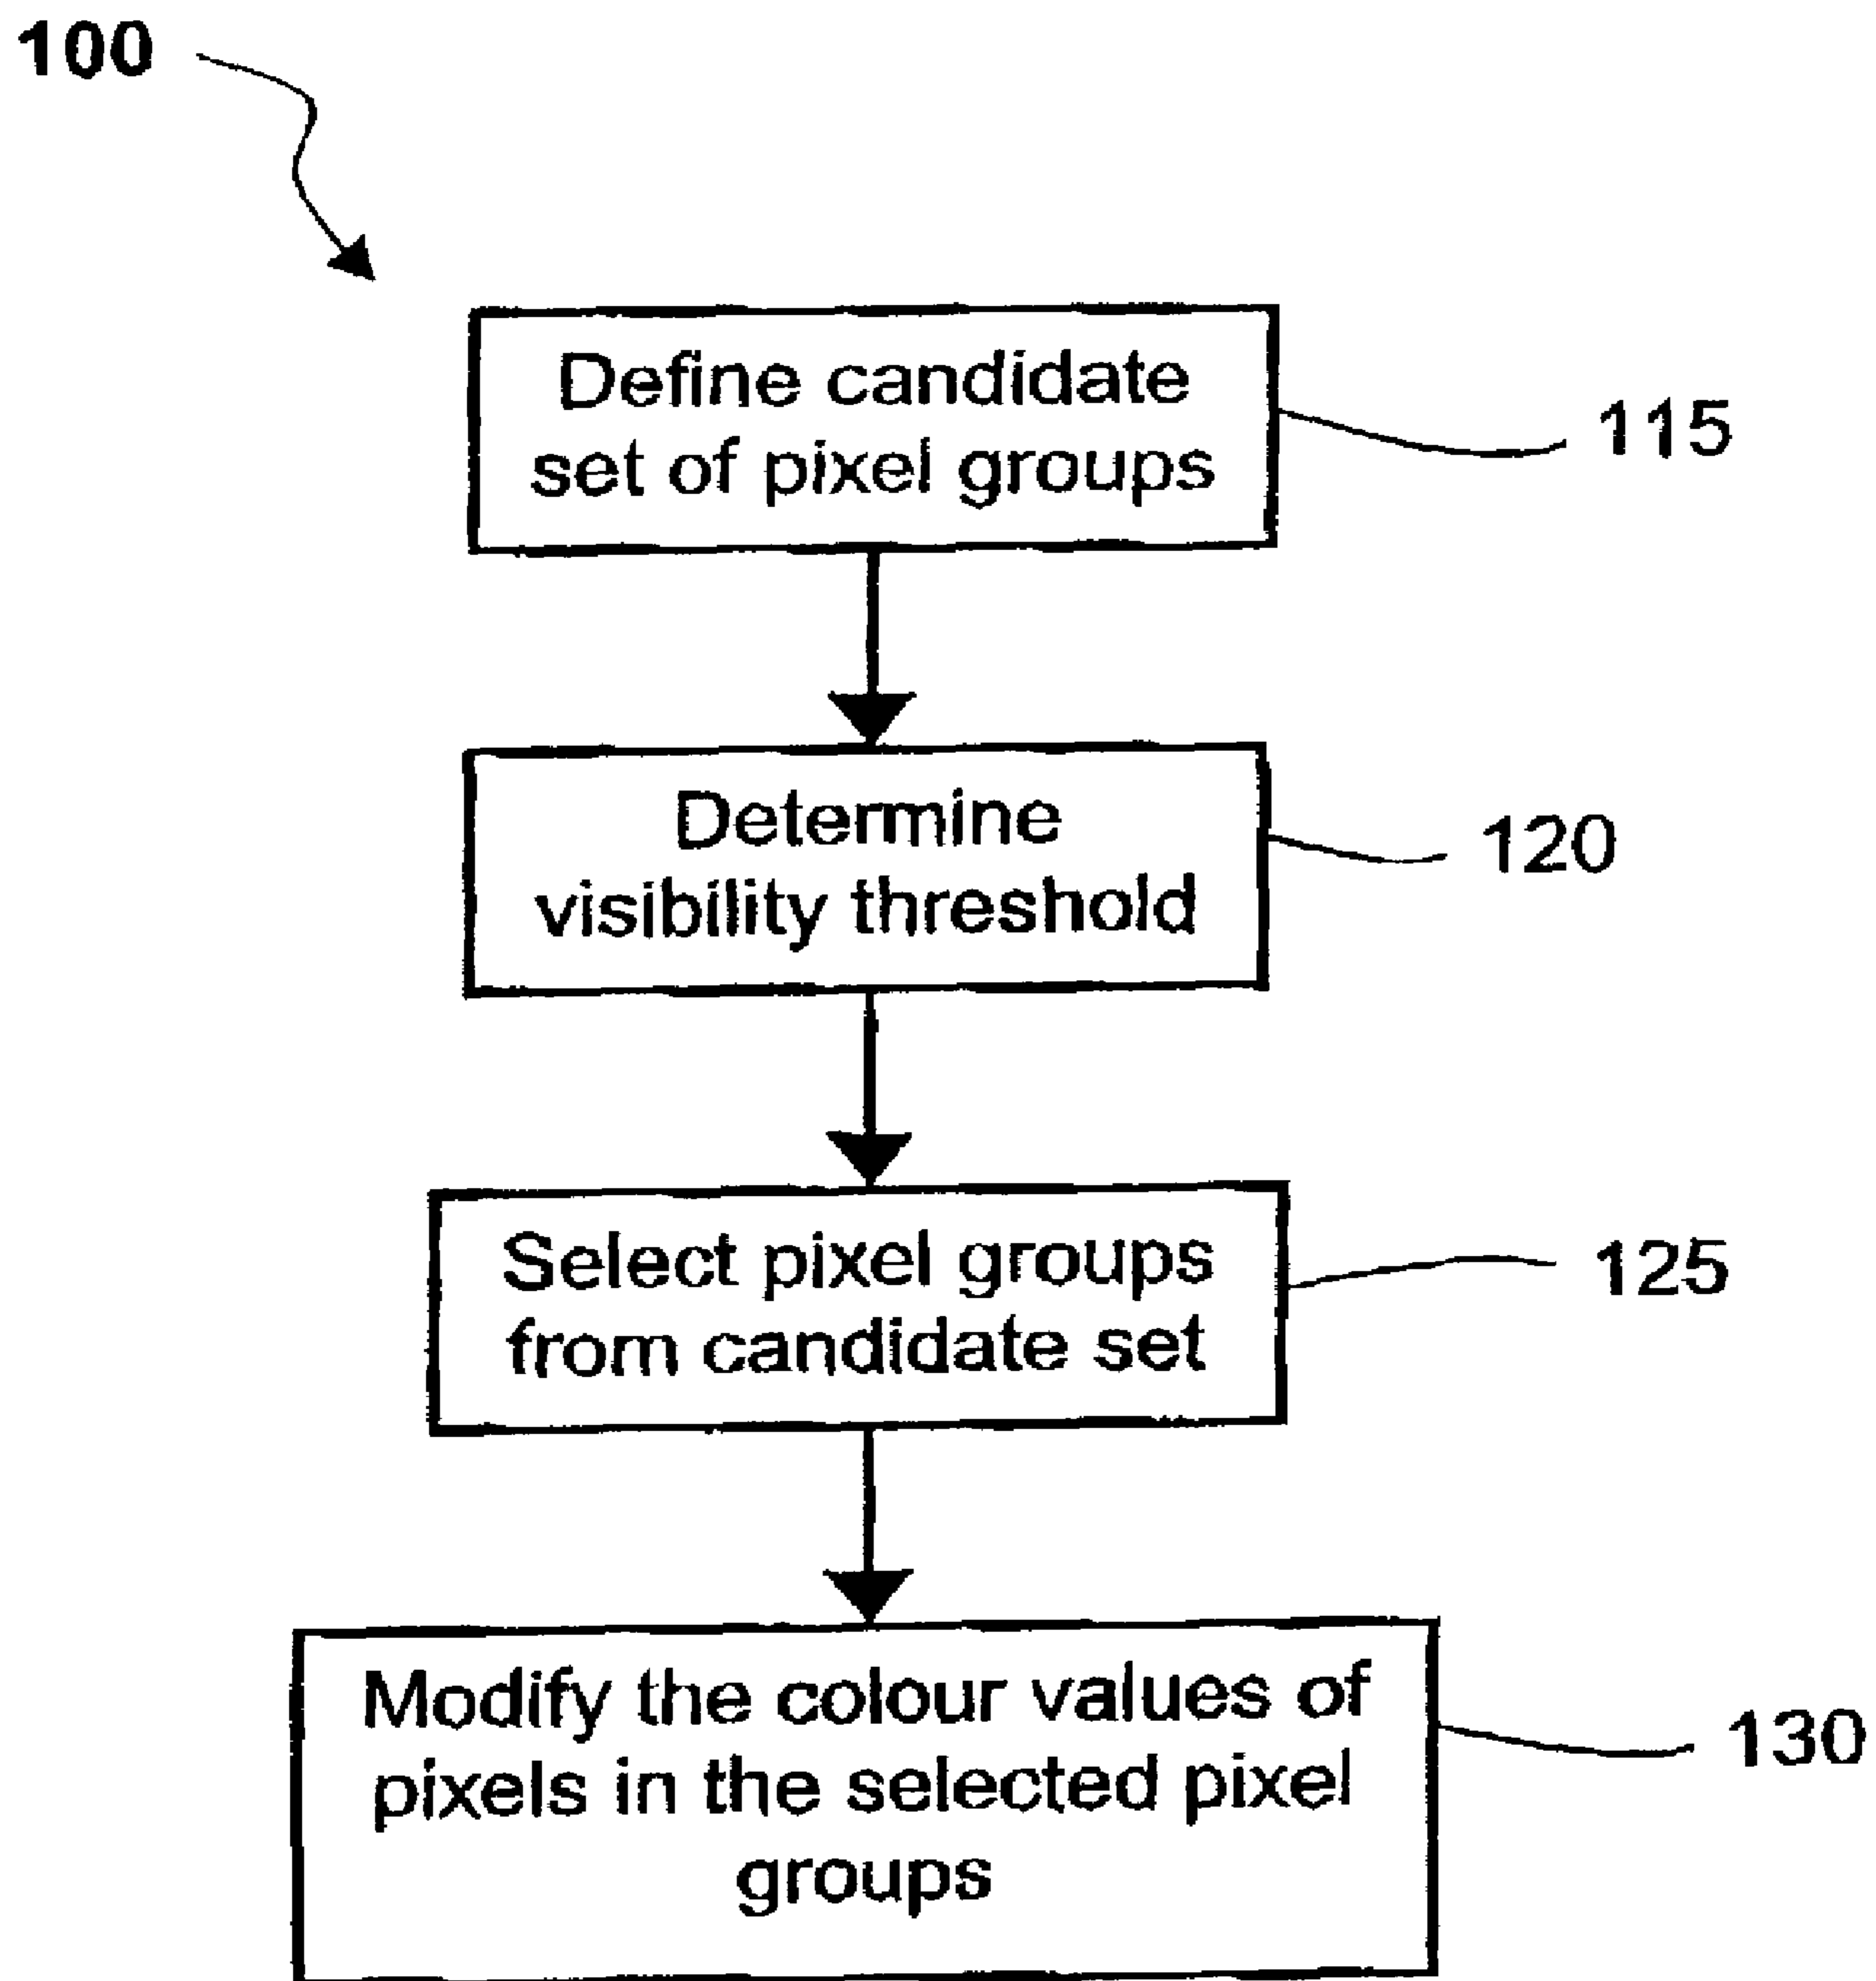 100
Define candidate
set of pixel groups
115
Determine
visibility threshold
120
Select pixel groups
from candidate set
125
Modify the colour values of
pixels in the selected pixel
groups
130